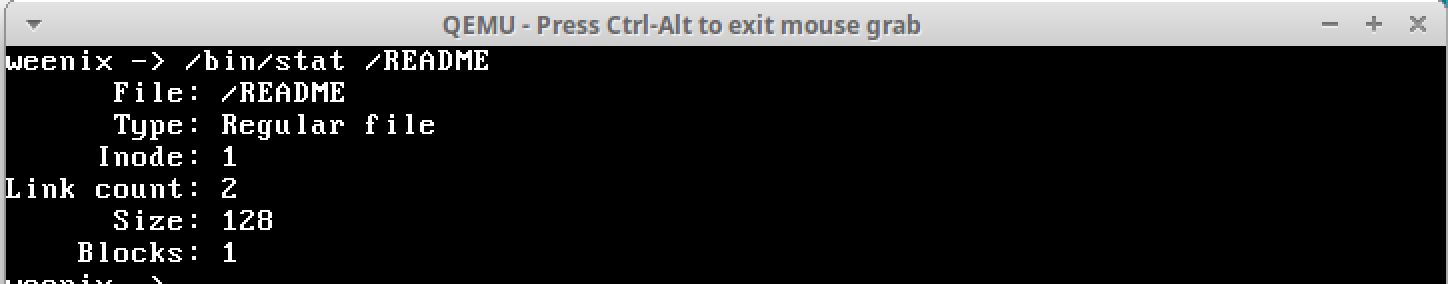 QEMU - Press Ctrl-Alt to exit mouse grab
weenix -> /bin/stat /README
File: /README
Type: Regular file
Inode: 1
Link count: 2
Size: 128
Blocks: 1
weenix ->